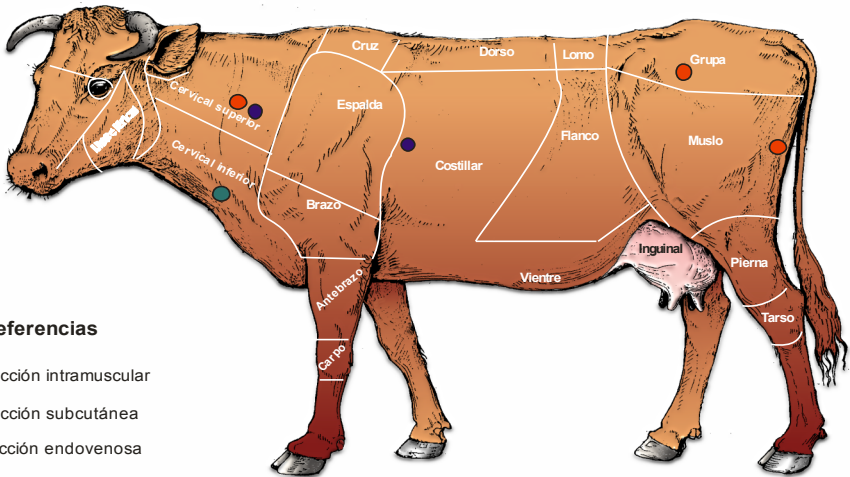 Cruz
Dorso
Lomo
Grupa
Cervical superior
Espalda
Flanco
Muslo
Cervical inferior
Costillar
Brazo
Inguinal
Pierna
Vientre
Antebrazo
Tarso
eferencias
Carpo
cción intramuscular
cción subcutánea
cción endovenosa